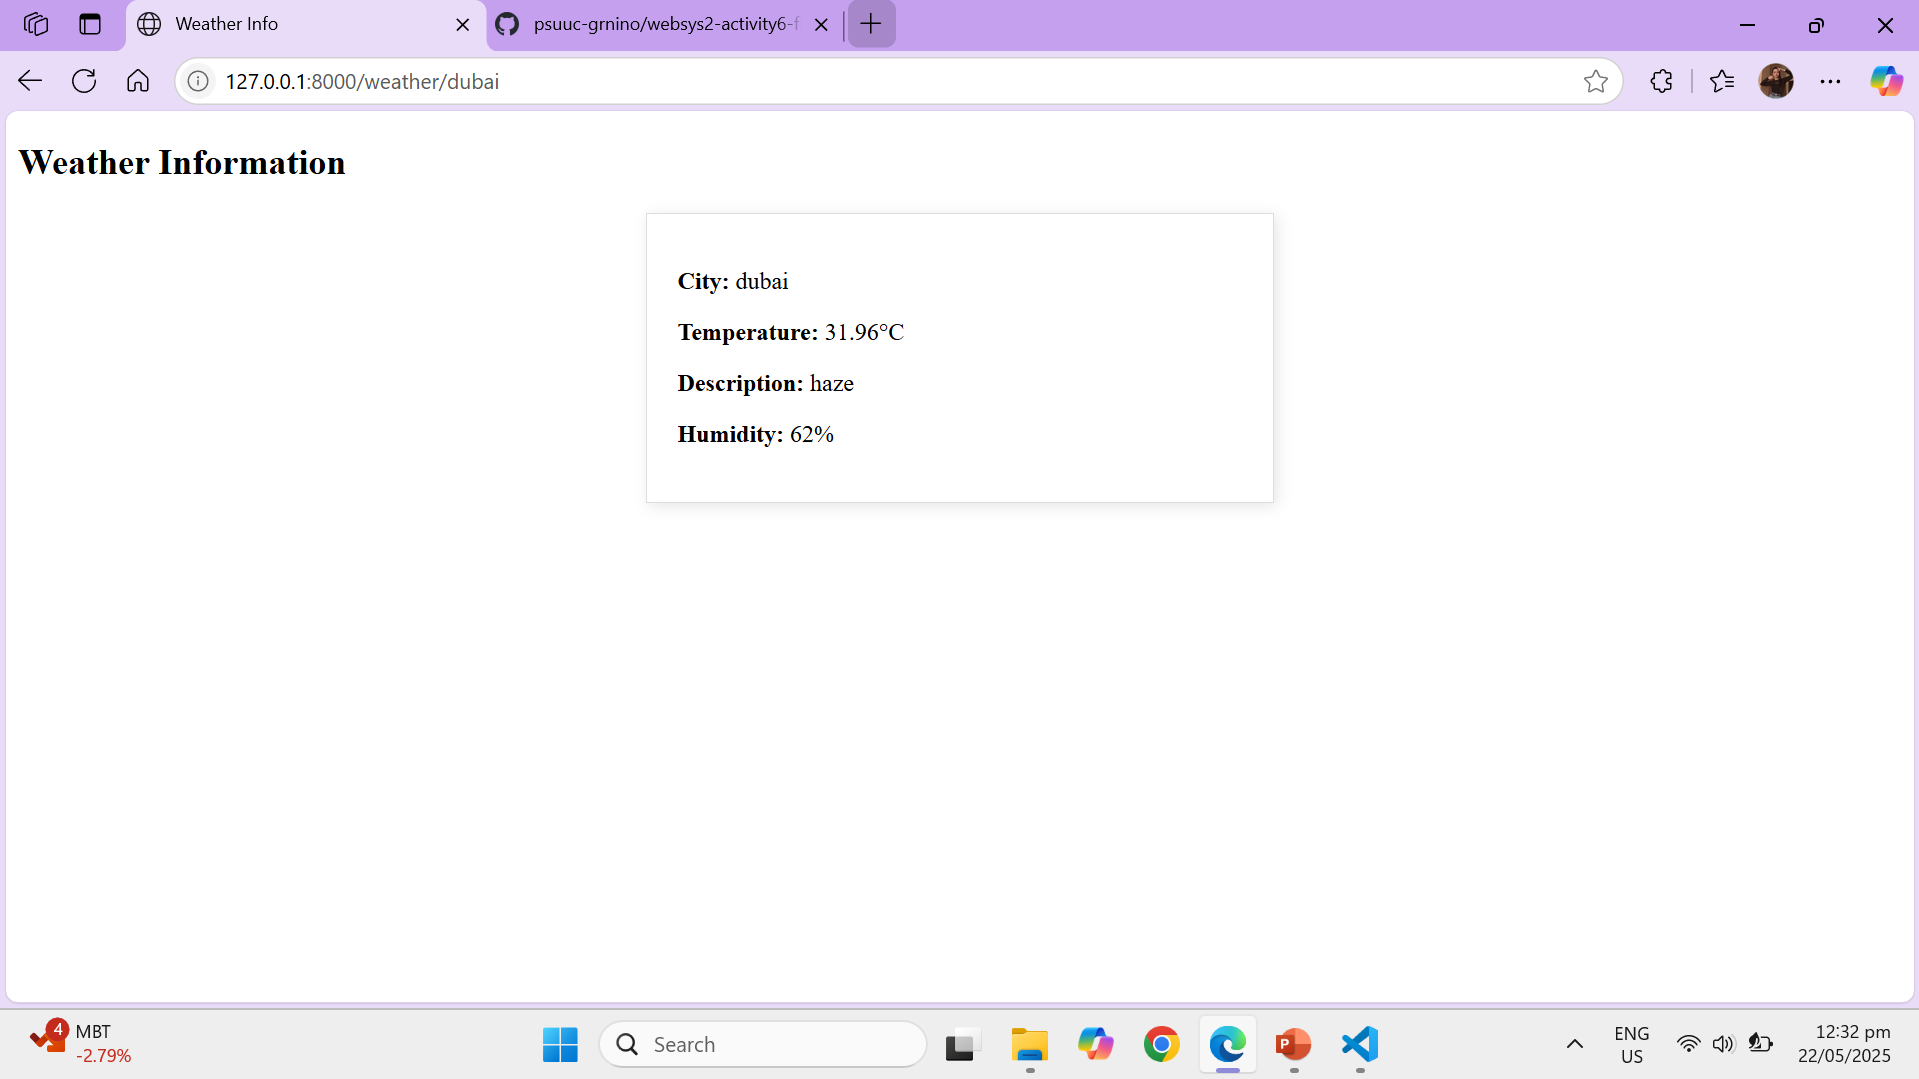 Weather Info
psuuc-grnino/websys2-activity6-f
127.0.0.1:8000/weather/dubai
Weather Information
City: dubai
Temperature: 31.96°C
Description: haze
Humidity: 62%
4
MBT
-2.79%
Search
P
ENG
US
12:32 pm
22/05/2025